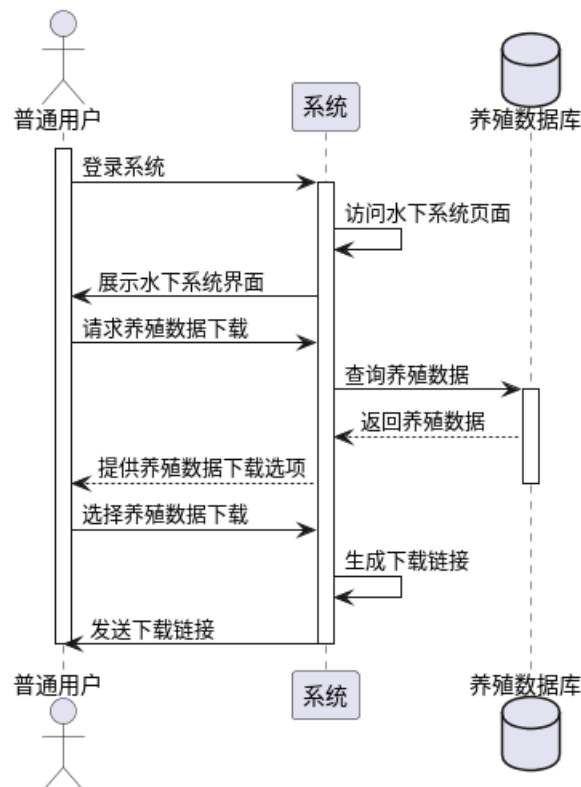 普通用户
系统
养殖数据库
登录系统
访问水下系统页面
展示水下系统界面
请求养殖数据下载
查询养殖数据
返回养殖数据
提供养殖数据下载选项
选择养殖数据下载
生成下载链接
发送下载链接
普通用户
系统
养殖数据库